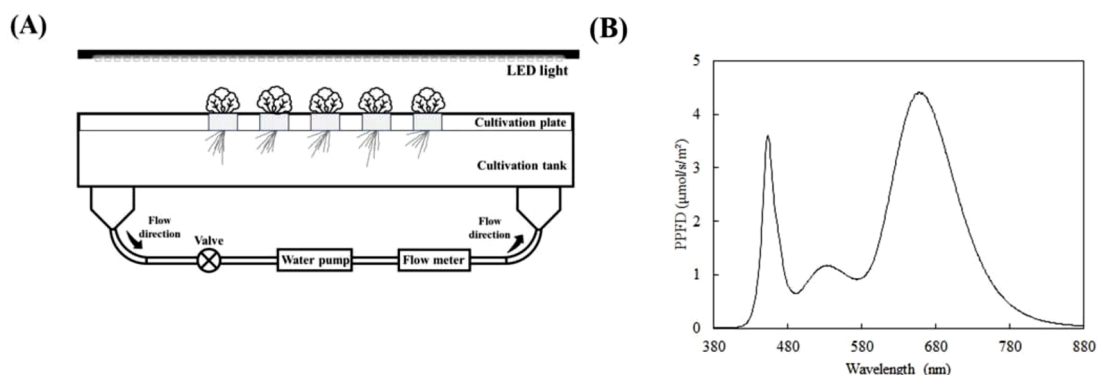 (A)
LED light
Cultivation plate
Cultivation tank
Flow
direction
Valve
Water pump
Flow meter
Flow
direction
(B)
PPFD (μmol/s/m²)
5
4
3
2
1
0
380 480 580 680 780 880
Wavelength (nm)